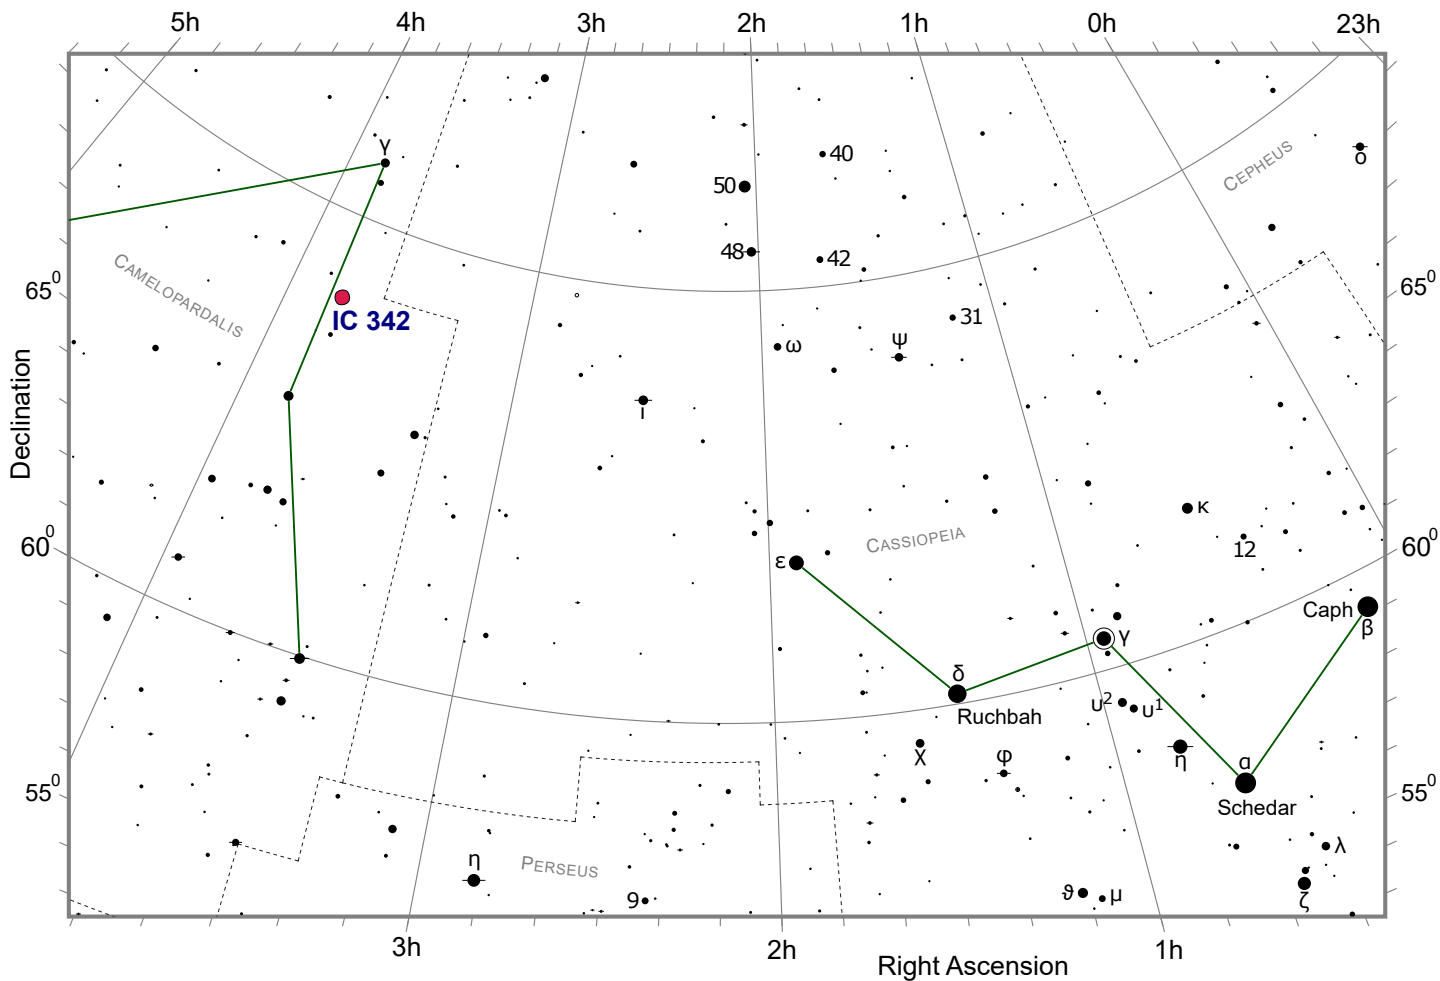 5h 4h 3h 2h 1h 0h 23h
γ
40
CEPHEUS
ο
50
48
42
CAMELOPARDALIS
65⁰
65⁰
IC 342
31
ω
ψ
ι
Declination
κ
CASSIOPEIA
12
60⁰
60⁰
ε
Caph
β
γ
δ
Ruchbah
υ²
υ¹
χ
φ
η
α
Schedar
55⁰
55⁰
λ
η
PERSEUS
9
ϑ
μ
ζ
3h 2h 1h
Right Ascension